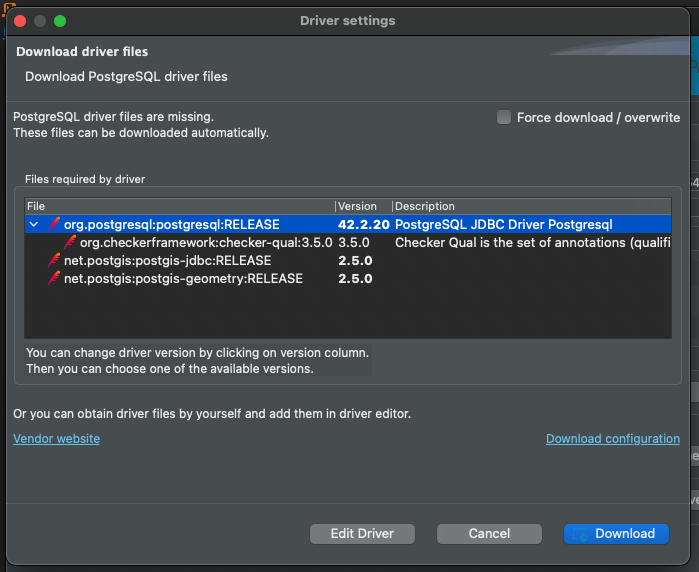 Driver settings
Download driver files
Download PostgreSQL driver files
PostgreSQL driver files are missing.
These files can be downloaded automatically.
Force download / overwrite
Files required by driver
File Version Description
org.postgresql:postgresql:RELEASE 42.2.20 PostgreSQL JDBC Driver Postgresql
org.checkerframework:checker-qual:3.5.0 3.5.0 Checker Qual is the set of annotations (qualifi
net.postgis:postgis-jdbc:RELEASE 2.5.0
net.postgis:postgis-geometry:RELEASE 2.5.0
You can change driver version by clicking on version column.
Then you can choose one of the available versions.
Or you can obtain driver files by yourself and add them in driver editor.
Vendor website Download configuration
Edit Driver Cancel Download